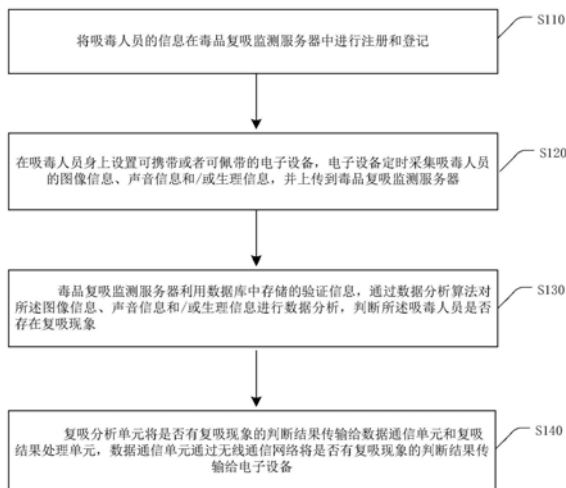 将吸毒人员的信息在毒品复吸监测服务器中进行注册和登记
S110
在吸毒人员身上设置可携带或者可佩带的电子设备，电子设备定时采集吸毒人员
的图像信息、声音信息和/或生理信息，并上传到毒品复吸监测服务器
S120
毒品复吸监测服务器利用数据库中存储的验证信息，通过数据分析算法对
所述图像信息、声音信息和/或生理信息进行数据分析，判断所述吸毒人员是否
存在复吸现象
S130
复吸分析单元将是否有复吸现象的判断结果传输给数据通信单元和复吸
结果处理单元，数据通信单元通过无线通信网络将是否有复吸现象的判断结果传
输给电子设备
S140